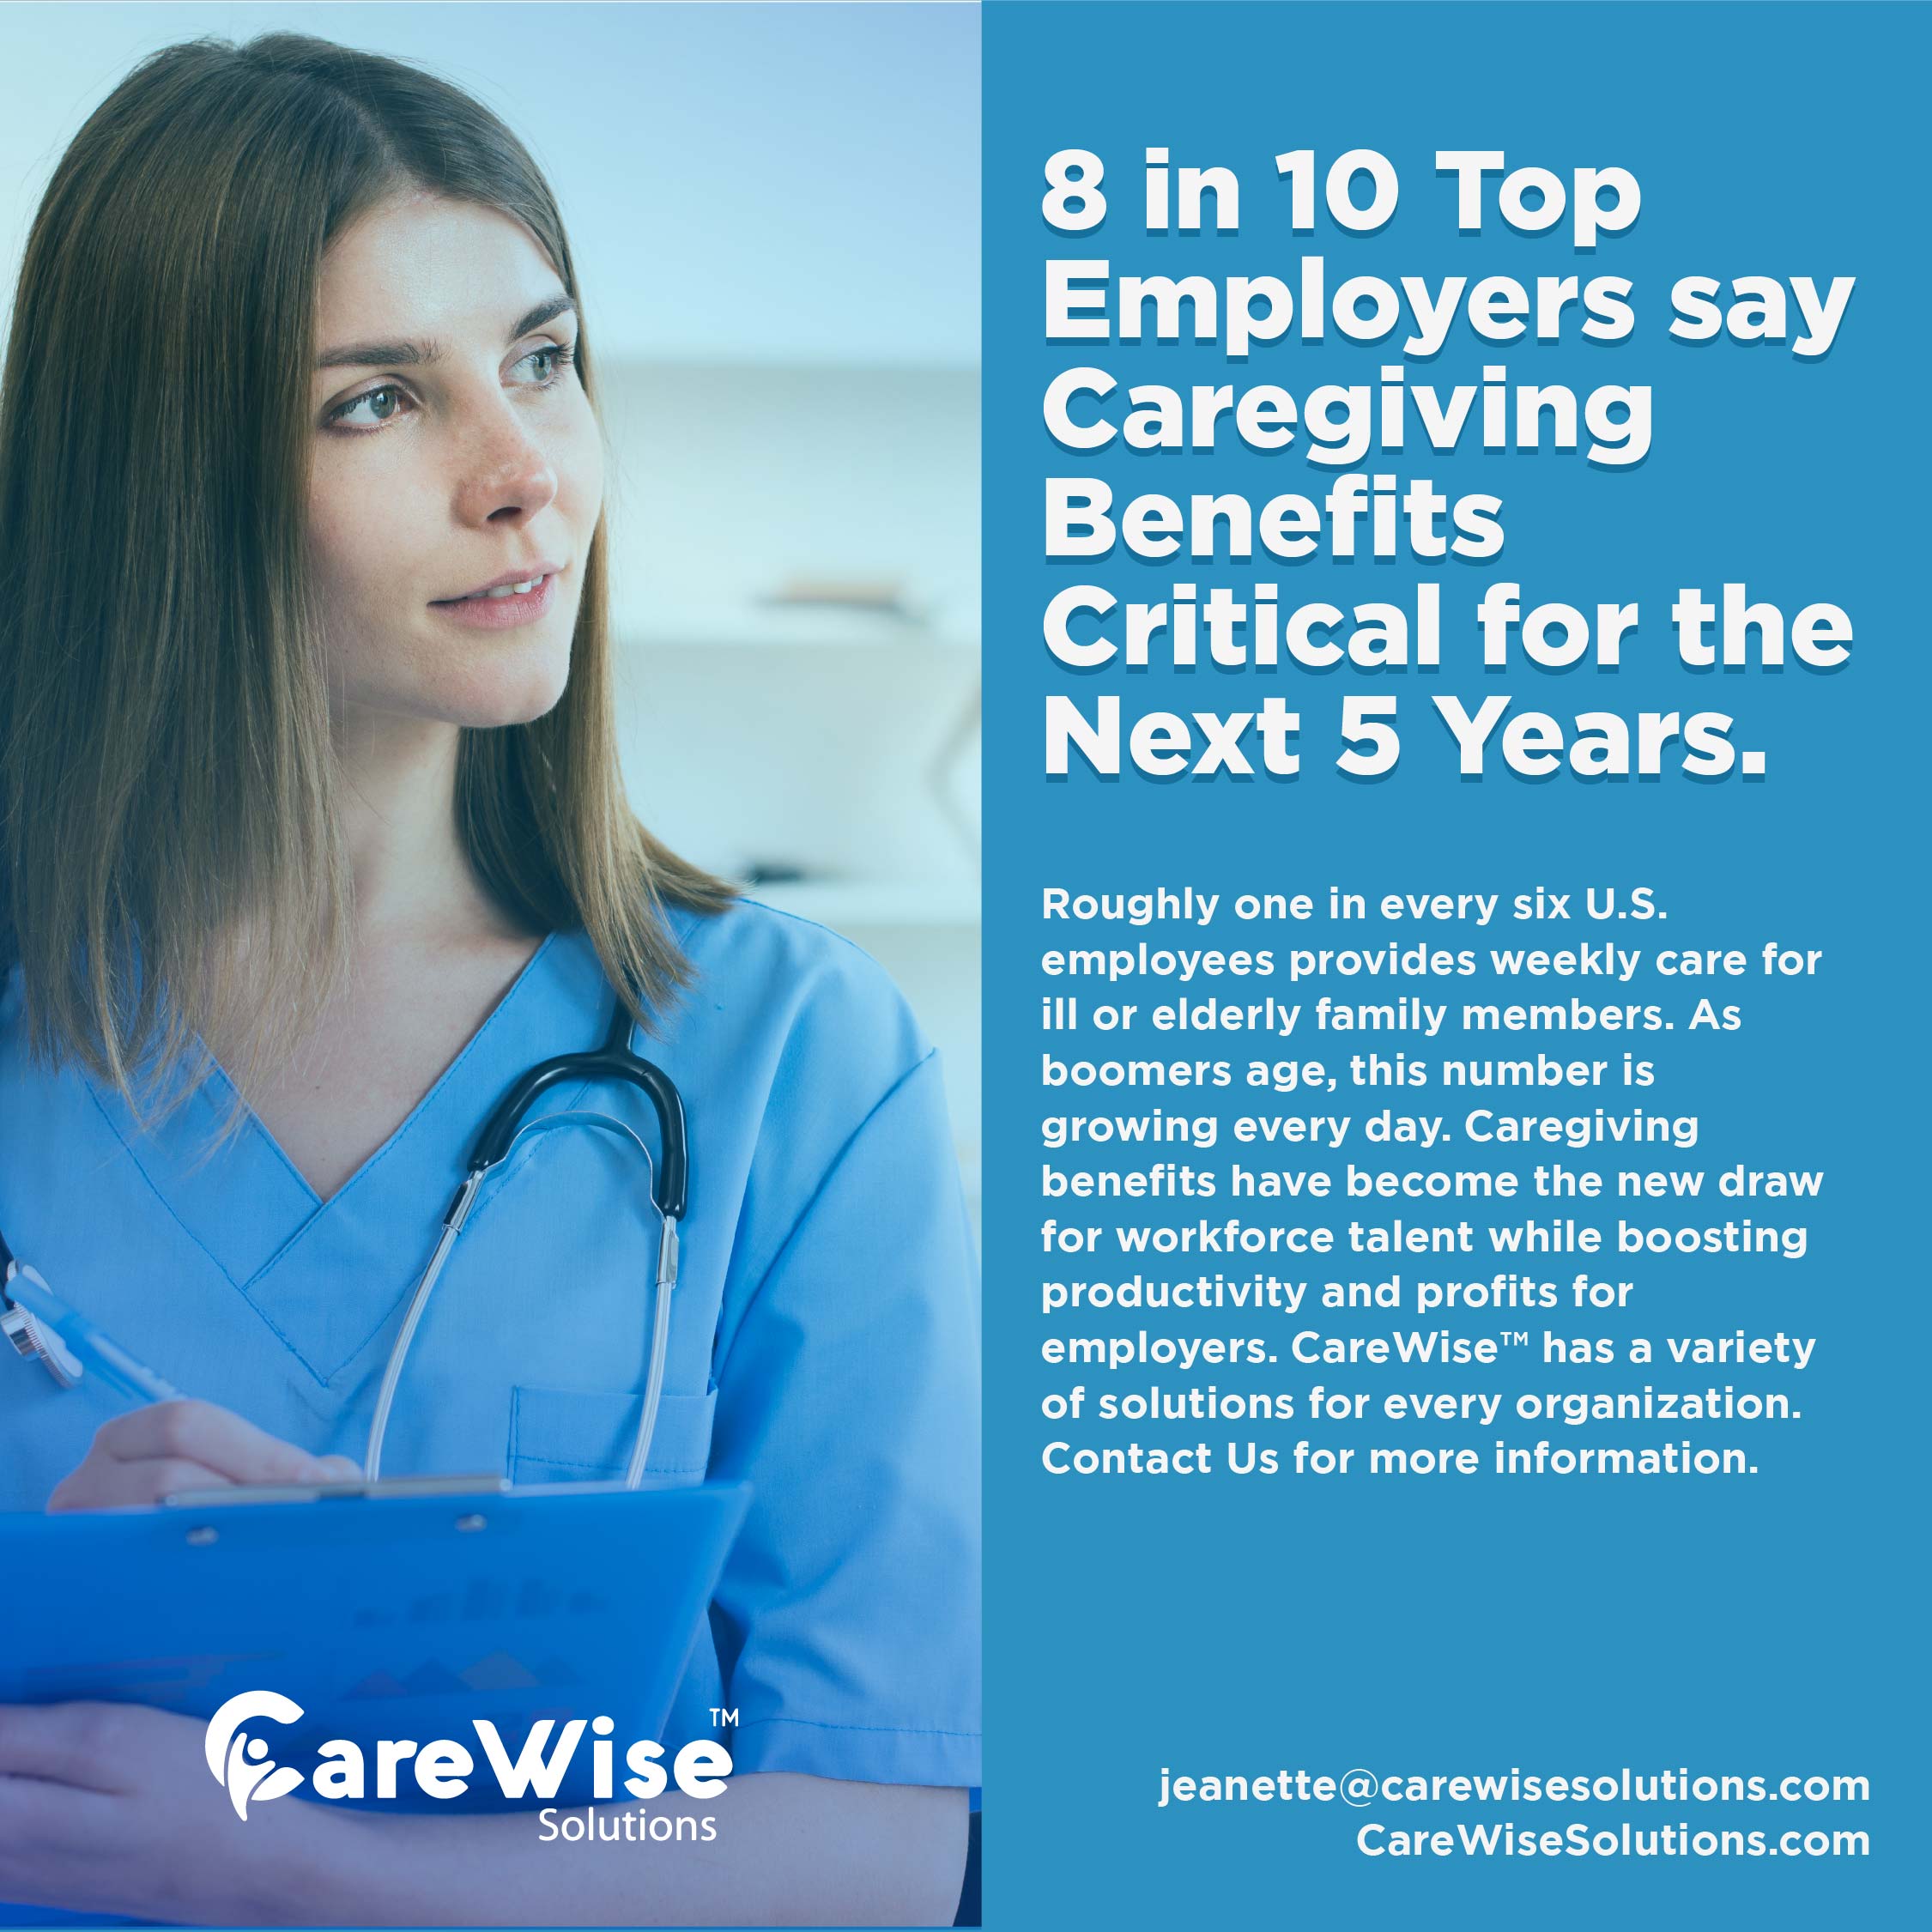 8 in 10 Top
Employers say
Caregiving
Benefits
Critical for the
Next 5 Years.
Roughly one in every six U.S.
employees provides weekly care for
ill or elderly family members. As
boomers age, this number is
growing every day. Caregiving
benefits have become the new draw
for workforce talent while boosting
productivity and profits for
employers. CareWise™ has a variety
of solutions for every organization.
Contact Us for more information.
CareWise™
Solutions
jeanette@carewisesolutions.com
CareWiseSolutions.com